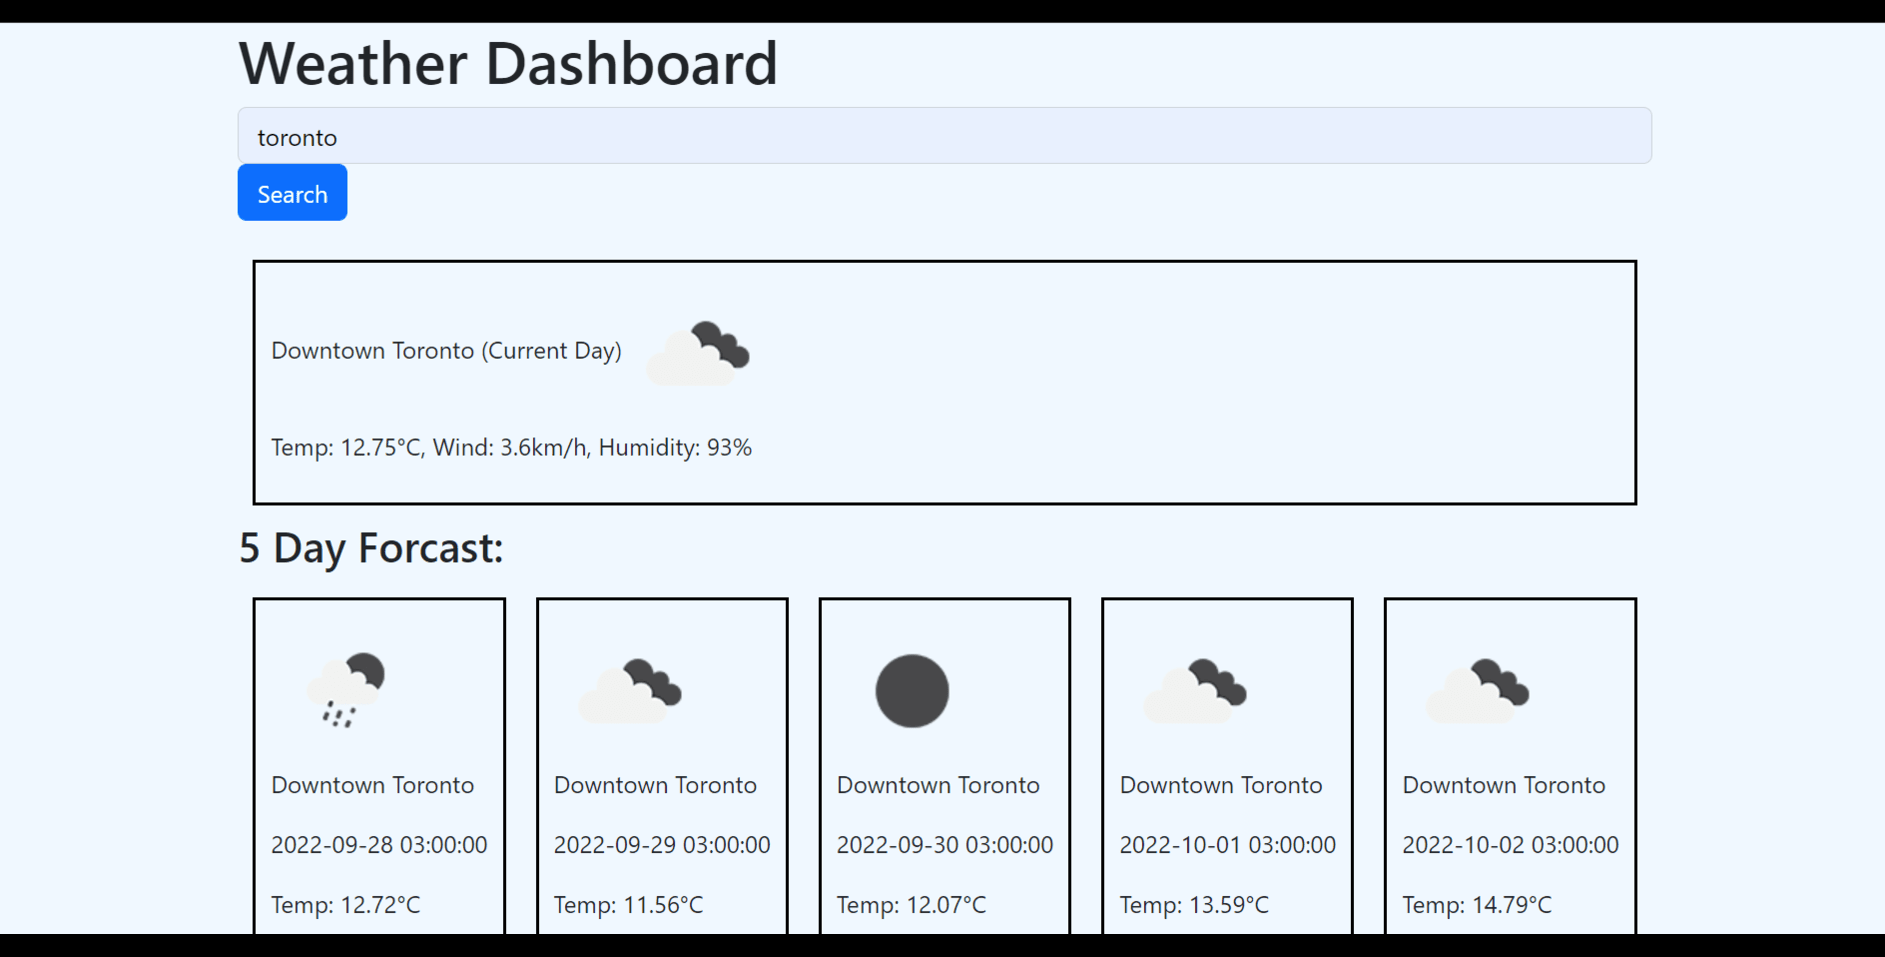 Weather Dashboard
toronto
Search
Downtown Toronto (Current Day)
Temp: 12.75°C, Wind: 3.6km/h, Humidity: 93%
5 Day Forcast:
Downtown Toronto
2022-09-28 03:00:00
Temp: 12.72°C
Downtown Toronto
2022-09-29 03:00:00
Temp: 11.56°C
Downtown Toronto
2022-09-30 03:00:00
Temp: 12.07°C
Downtown Toronto
2022-10-01 03:00:00
Temp: 13.59°C
Downtown Toronto
2022-10-02 03:00:00
Temp: 14.79°C